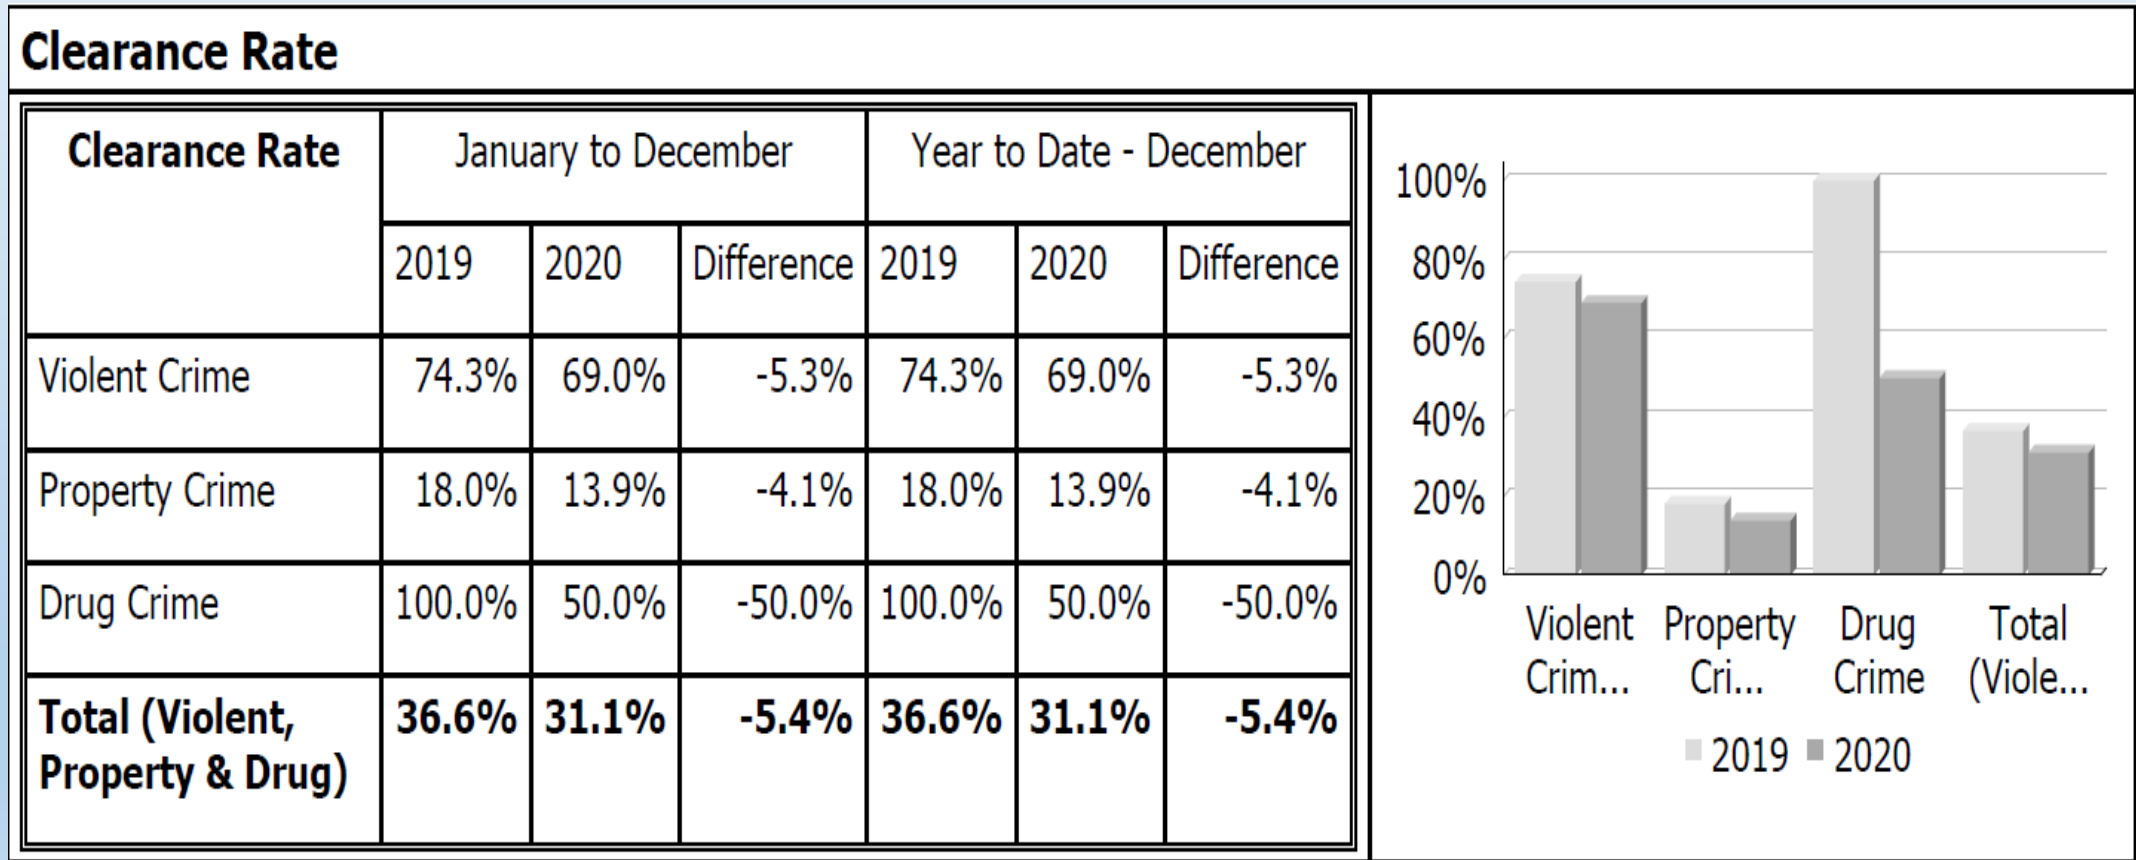 Clearance Rate
Clearance Rate January to December Year to Date - December
2019 2020 Difference 2019 2020 Difference
Violent Crime 74.3% 69.0% -5.3% 74.3% 69.0% -5.3%
Property Crime 18.0% 13.9% -4.1% 18.0% 13.9% -4.1%
Drug Crime 100.0% 50.0% -50.0% 100.0% 50.0% -50.0%
Total (Violent, 36.6% 31.1% -5.4% 36.6% 31.1% -5.4%
Property & Drug)
100%
80%
60%
40%
20%
0%
Violent Property Drug Total
Crim... Cri... Crime (Viole...
2019 2020